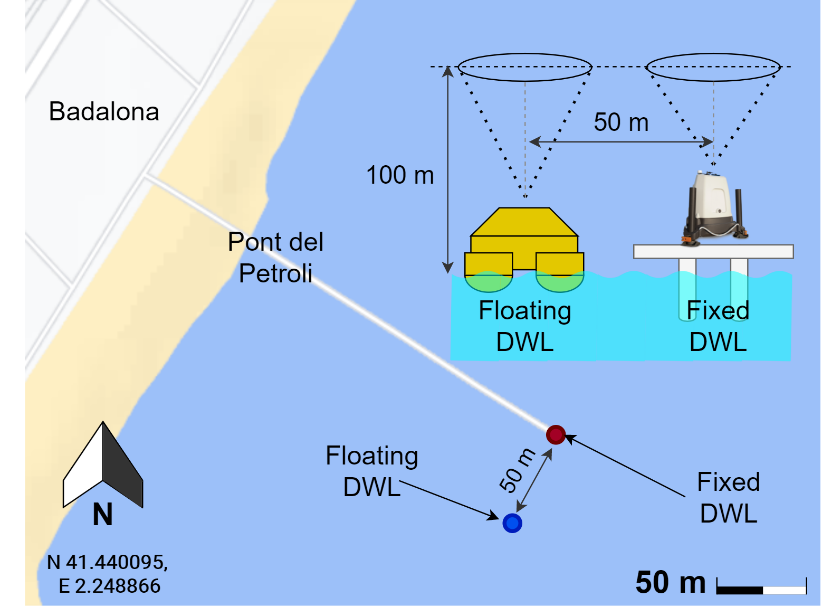 Badalona
50 m
100 m
Pont del
Petroli
Floating
DWL
Fixed
DWL
Floating
DWL
50 m
Fixed
DWL
N
N 41.440095,
E 2.248866
50 m